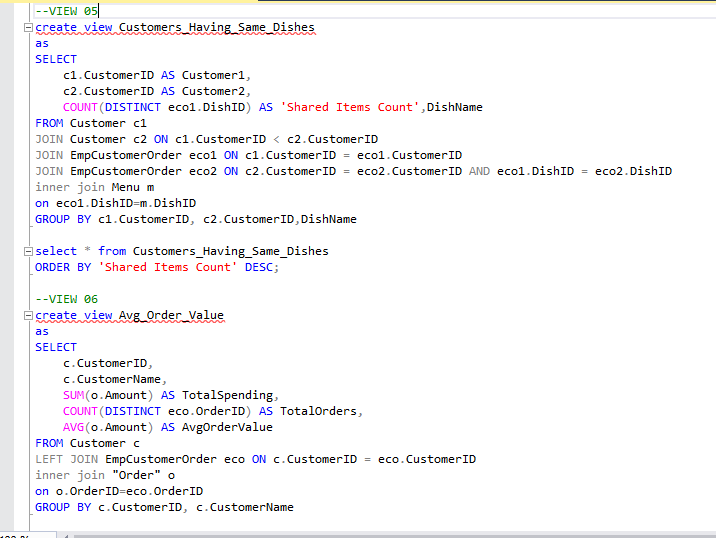 --VIEW 05
create view Customers_Having_Same_Dishes
as
SELECT
c1.CustomerID AS Customer1,
c2.CustomerID AS Customer2,
COUNT(DISTINCT eco1.DishID) AS 'Shared Items Count',DishName
FROM Customer c1
JOIN Customer c2 ON c1.CustomerID < c2.CustomerID
JOIN EmpCustomerOrder eco1 ON c1.CustomerID = eco1.CustomerID
JOIN EmpCustomerOrder eco2 ON c2.CustomerID = eco2.CustomerID AND eco1.DishID = eco2.DishID
inner join Menu m
on eco1.DishID=m.DishID
GROUP BY c1.CustomerID, c2.CustomerID,DishName
select * from Customers_Having_Same_Dishes
ORDER BY 'Shared Items Count' DESC;
--VIEW 06
create view Avg_Order_Value
as
SELECT
c.CustomerID,
c.CustomerName,
SUM(o.Amount) AS TotalSpending,
COUNT(DISTINCT eco.OrderID) AS TotalOrders,
AVG(o.Amount) AS AvgOrderValue
FROM Customer c
LEFT JOIN EmpCustomerOrder eco ON c.CustomerID = eco.CustomerID
inner join "Order" o
on o.OrderID=eco.OrderID
GROUP BY c.CustomerID, c.CustomerName